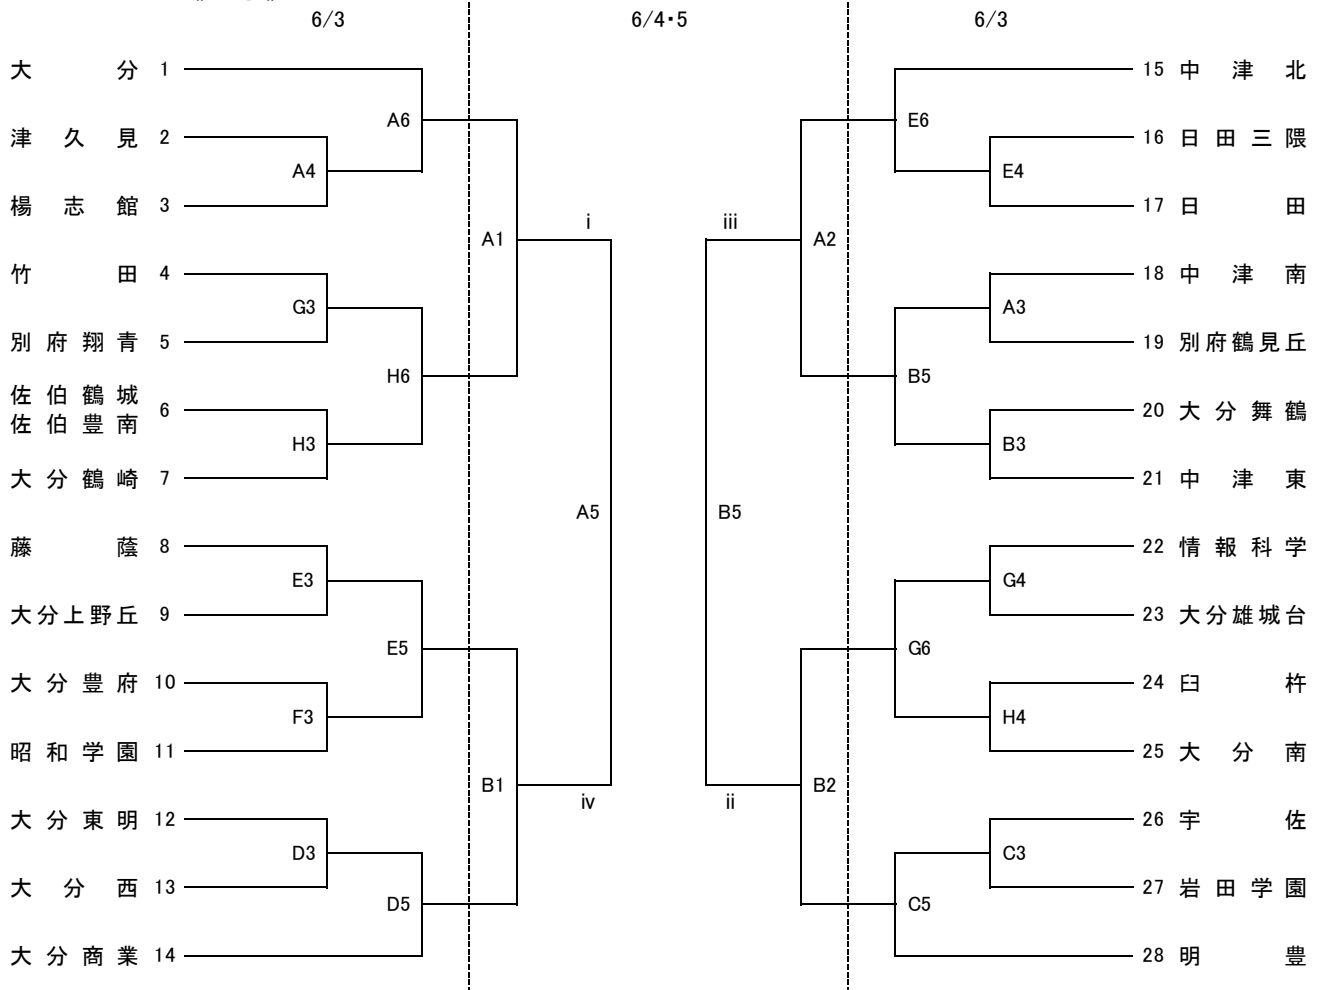 6/3 6/4・5 6/3
大分 1
津久見 2
楊志館 3
竹田 4
別府翔青 5
佐伯鶴城
佐伯豊南 6
大分鶴崎 7
藤蔭 8
大分上野丘 9
大分豊府 10
昭和学園 11
大分東明 12
大分西 13
大分商業 14
A6
A4
G3
H6
H3
E3
E5
F3
D3
D5
A1
B1
i
iv
A5
iii
ii
B5
A2
B2
E6
E4
A3
B5
B3
G4
G6
H4
C3
C5
15 中津北
16 日田三隈
17 日田
18 中津南
19 別府鶴見丘
20 大分舞鶴
21 中津東
22 情報科学
23 大分雄城台
24 臼杵
25 大分南
26 宇佐
27 岩田学園
28 明豊